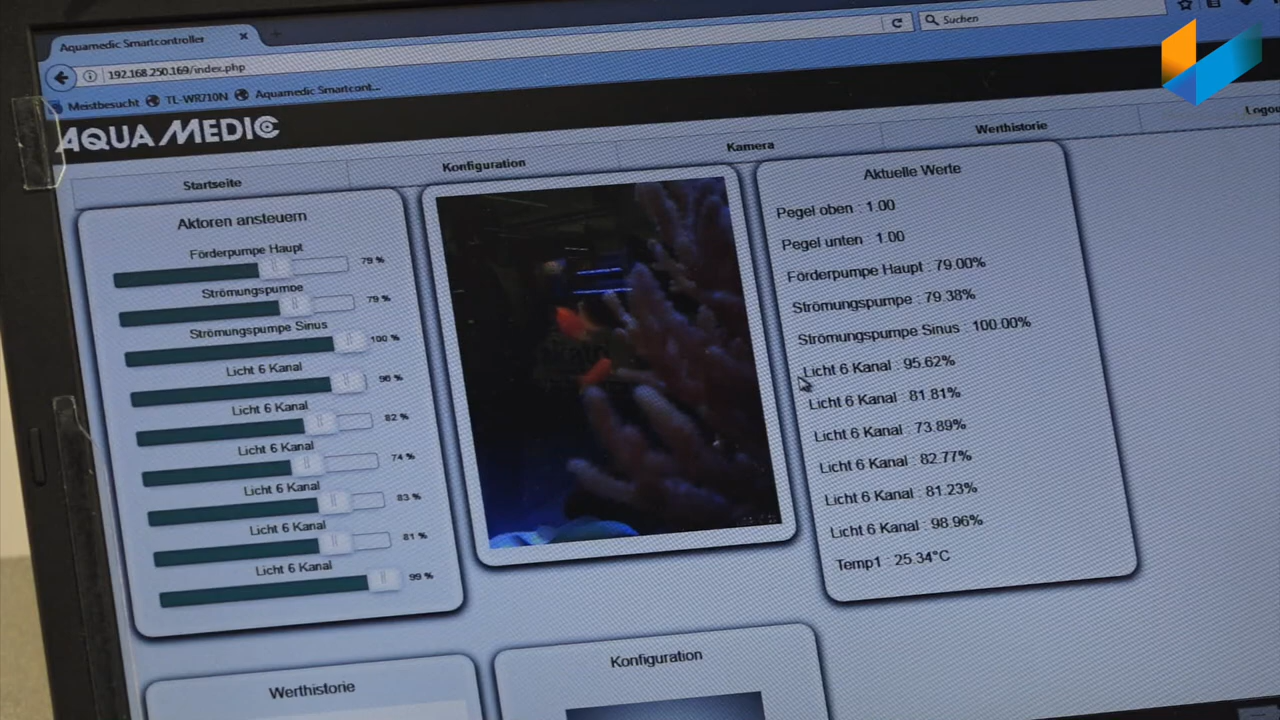 Aquamedic Smartcontroller
Suchen
192.168.250.169/index.php
Meistbesucht TL-WR710N Aquamedic Smartcont...
AQUA MEDIC
Startseite Konfiguration Kamera Werthistorie
Aktoren ansteuern
Förderpumpe Haupt
79 %
Strömungspumpe
79 %
Strömungspumpe Sinus
100 %
Licht 6 Kanal
96 %
Licht 6 Kanal
82 %
Licht 6 Kanal
74 %
Licht 6 Kanal
83 %
Licht 6 Kanal
81 %
Licht 6 Kanal
99 %
Aktuelle Werte
Pegel oben : 1.00
Pegel unten : 1.00
Förderpumpe Haupt : 79.00%
Strömungspumpe : 79.38%
Strömungspumpe Sinus : 100.00%
Licht 6 Kanal : 95.62%
Licht 6 Kanal : 81.81%
Licht 6 Kanal : 73.89%
Licht 6 Kanal : 82.77%
Licht 6 Kanal : 81.23%
Licht 6 Kanal : 98.96%
Temp1 : 25.34°C
Werthistorie
Konfiguration